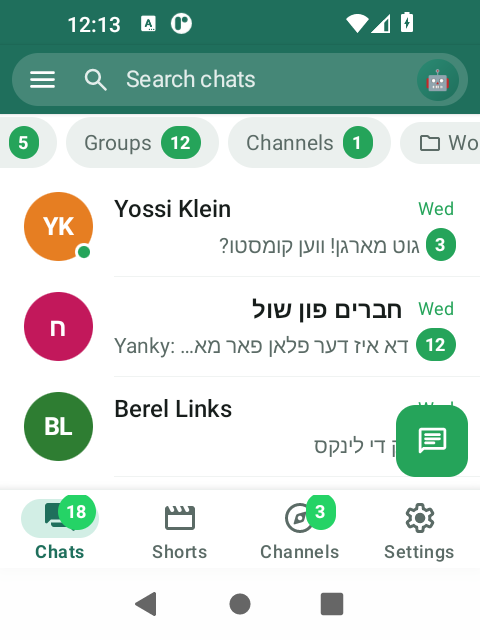 12:13
Search chats
5
Groups 12
Channels 1
Wo
Yossi Klein
Wed
גוט מארגן! ווען קומסטו?
3
חברים פון שול
Wed
Yanky: דא איז דער פלאן פאר מא...
12
Berel Links
ק די לינקס
18
3
Chats
Shorts
Channels
Settings
YK
ח
BL